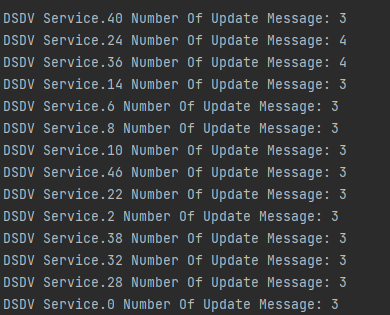 DSDV Service.40 Number Of Update Message: 3
DSDV Service.24 Number Of Update Message: 4
DSDV Service.36 Number Of Update Message: 4
DSDV Service.14 Number Of Update Message: 3
DSDV Service.6 Number Of Update Message: 3
DSDV Service.8 Number Of Update Message: 3
DSDV Service.10 Number Of Update Message: 3
DSDV Service.46 Number Of Update Message: 3
DSDV Service.22 Number Of Update Message: 3
DSDV Service.2 Number Of Update Message: 3
DSDV Service.38 Number Of Update Message: 3
DSDV Service.32 Number Of Update Message: 3
DSDV Service.28 Number Of Update Message: 3
DSDV Service.0 Number Of Update Message: 3